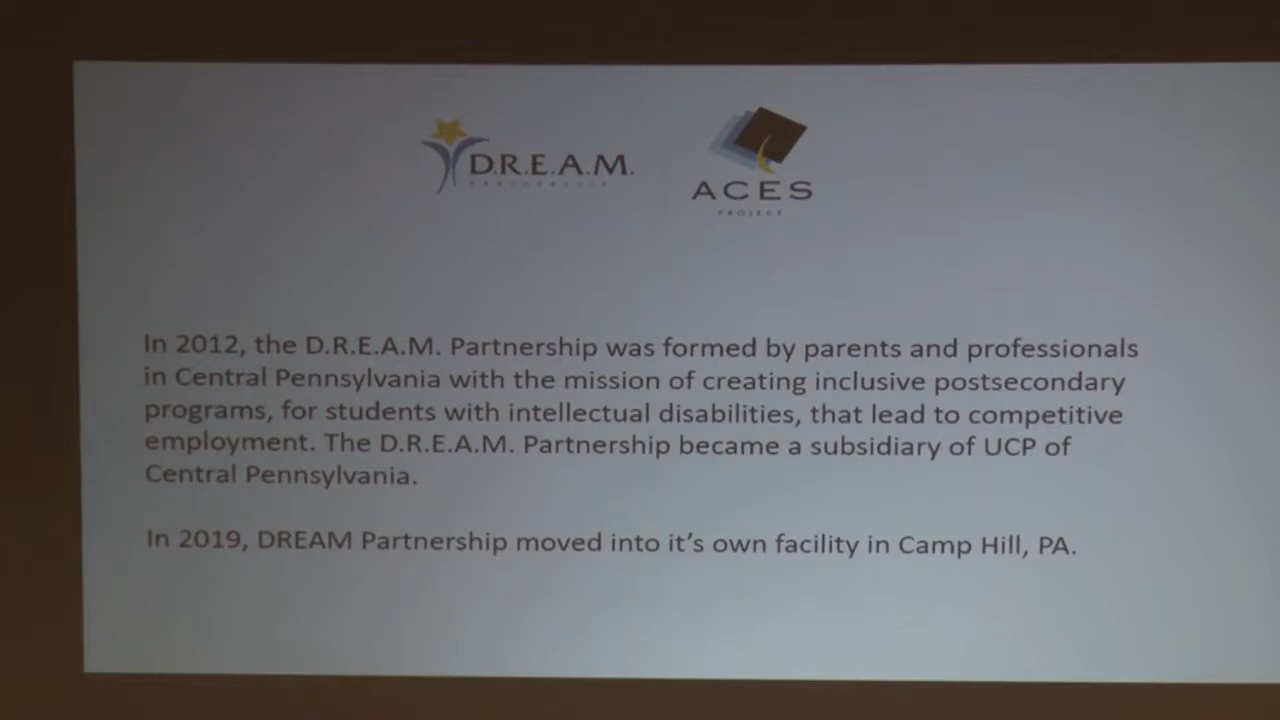 D.R.E.A.M.
PARTNERSHIP
ACES
PROJECT
In 2012, the D.R.E.A.M. Partnership was formed by parents and professionals
in Central Pennsylvania with the mission of creating inclusive postsecondary
programs, for students with intellectual disabilities, that lead to competitive
employment. The D.R.E.A.M. Partnership became a subsidiary of UCP of
Central Pennsylvania.
In 2019, DREAM Partnership moved into it’s own facility in Camp Hill, PA.